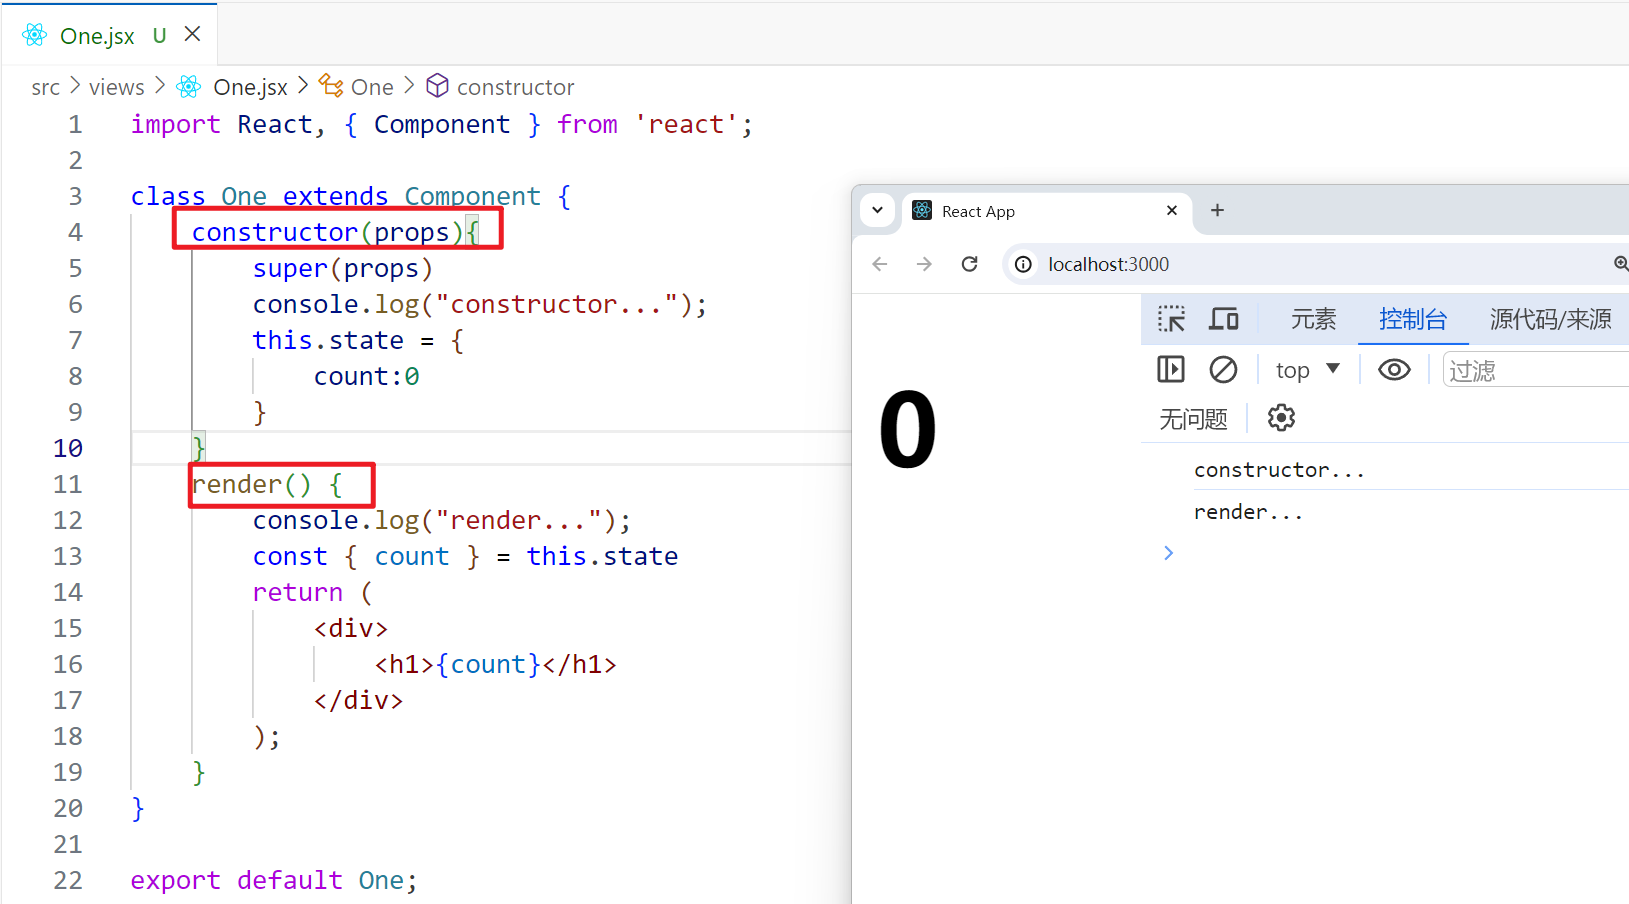 One.jsx U
src > views > One.jsx > One > constructor
1 import React, { Component } from 'react';
2
3 class One extends Component {
4 constructor(props){
5 super(props)
6 console.log("constructor...");
7 this.state = {
8 count:0
9 }
10 }
11 render() {
12 console.log("render...");
13 const { count } = this.state
14 return (
15 <div>
16 <h1>{count}</h1>
17 </div>
18 );
19 }
20 }
21
22 export default One;
React App
localhost:3000
0
元素 控制台 源代码/来源
top 过滤
无问题
constructor...
render...